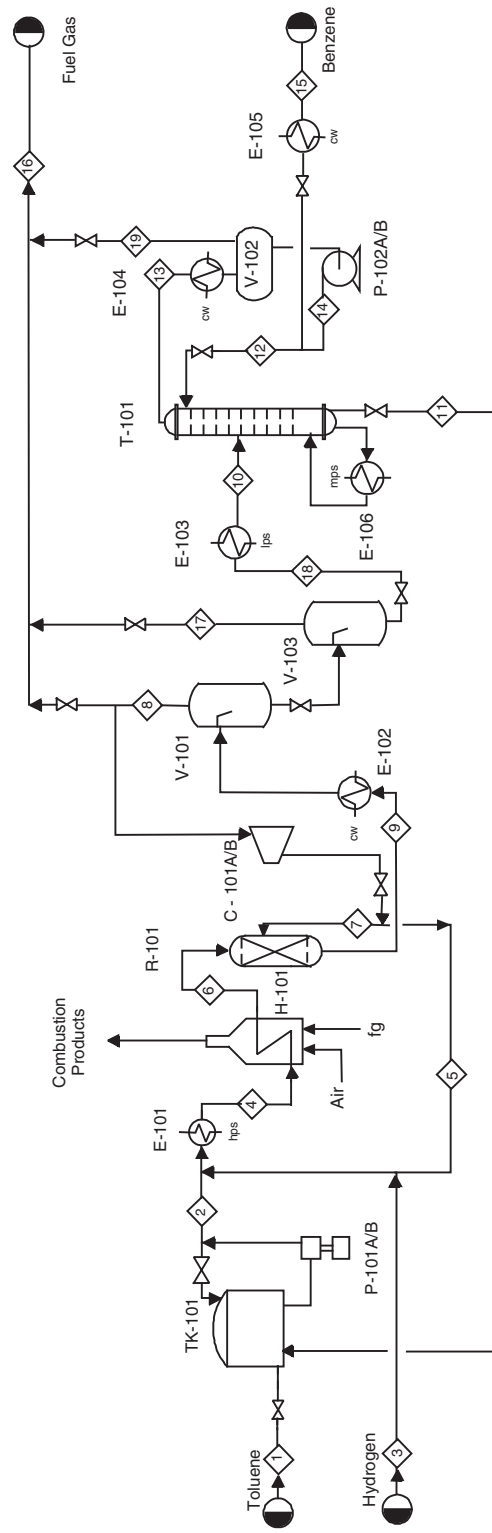 Toluene
1
Hydrogen
3
TK-101
P-101A/B
2
E-101
hps
4
Combustion
Products
Air
fg
H-101
6
R-101
5
7
C - 101A/B
9
E-102
cw
V-101
8
V-103
17
18
E-103
lps
10
T-101
E-106
mps
11
12
14
P-102A/B
V-102
E-104
cw
13
19
16
Fuel Gas
E-105
cw
15
Benzene